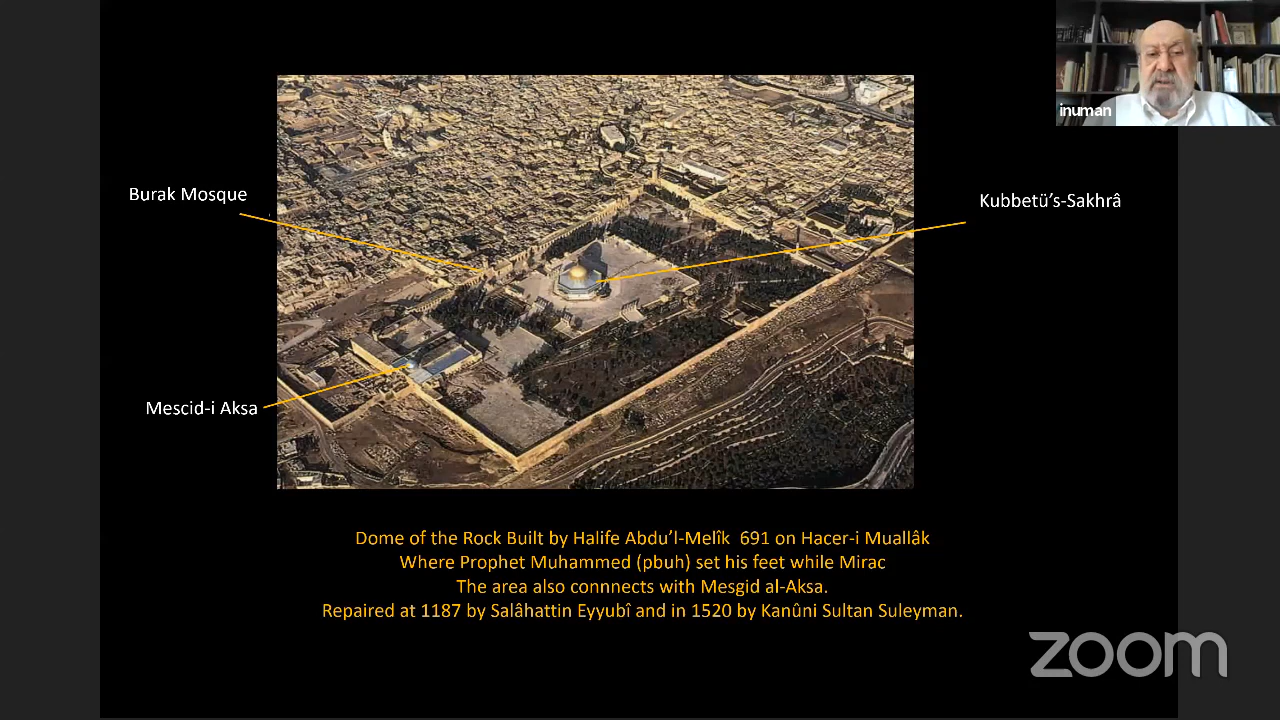 inuman
Burak Mosque
Kubbetü's-Sakhrâ
Mescid-i Aksa
Dome of the Rock Built by Halife Abdu'l-Melîk 691 on Hacer-i Muallâk
Where Prophet Muhammed (pbuh) set his feet while Mirac
The area also connnects with Mesgid al-Aksa.
Repaired at 1187 by Salâhattin Eyyubî and in 1520 by Kanûni Sultan Suleyman.
zoom